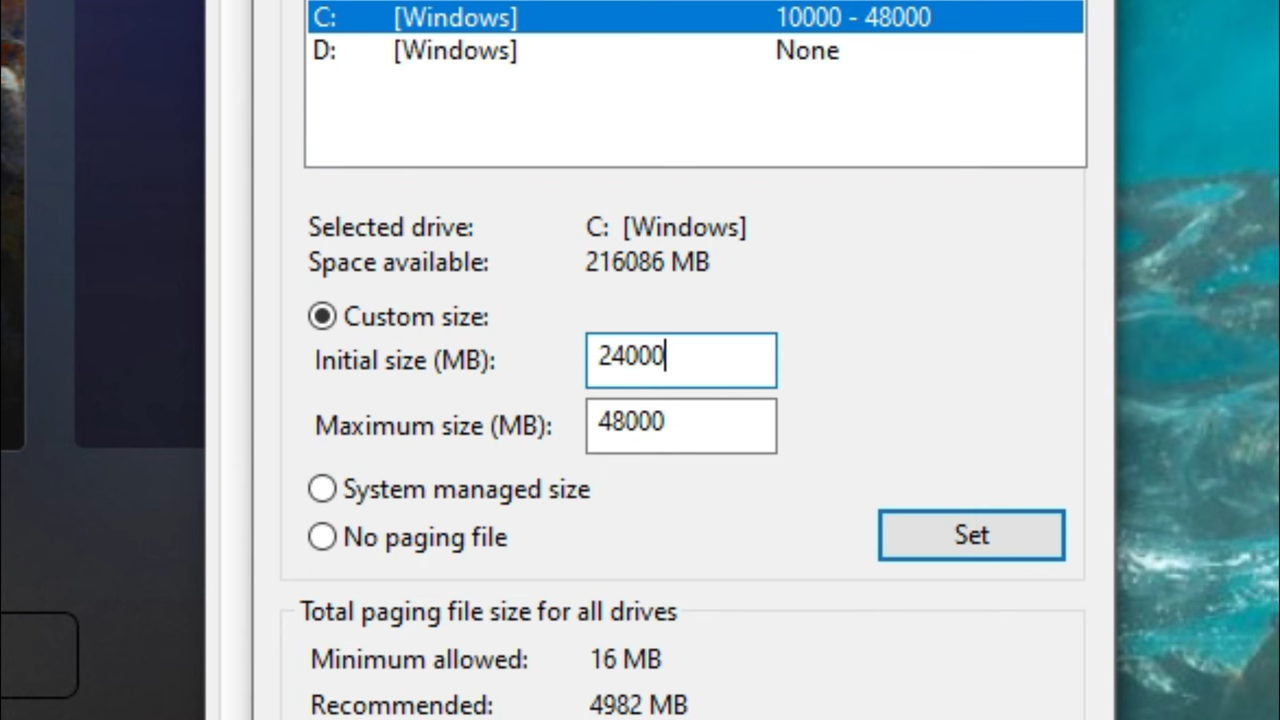 C: [Windows] 10000 - 48000
D: [Windows] None
Selected drive: C: [Windows]
Space available: 216086 MB
Custom size:
Initial size (MB): 24000
Maximum size (MB): 48000
System managed size
No paging file
Set
Total paging file size for all drives
Minimum allowed: 16 MB
Recommended: 4982 MB